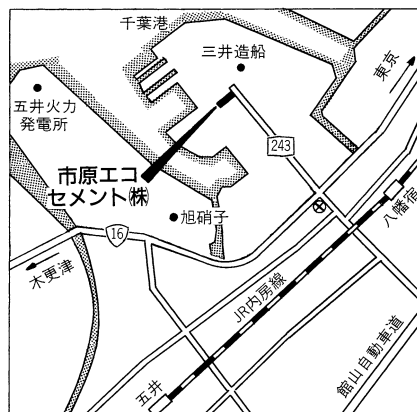 千葉港
三井造船
東京
五井火力
発電所
243
市原エコ
セメント㈱
旭硝子
八幡宿
16
木更津
JR内房線
五井
館山自動車道